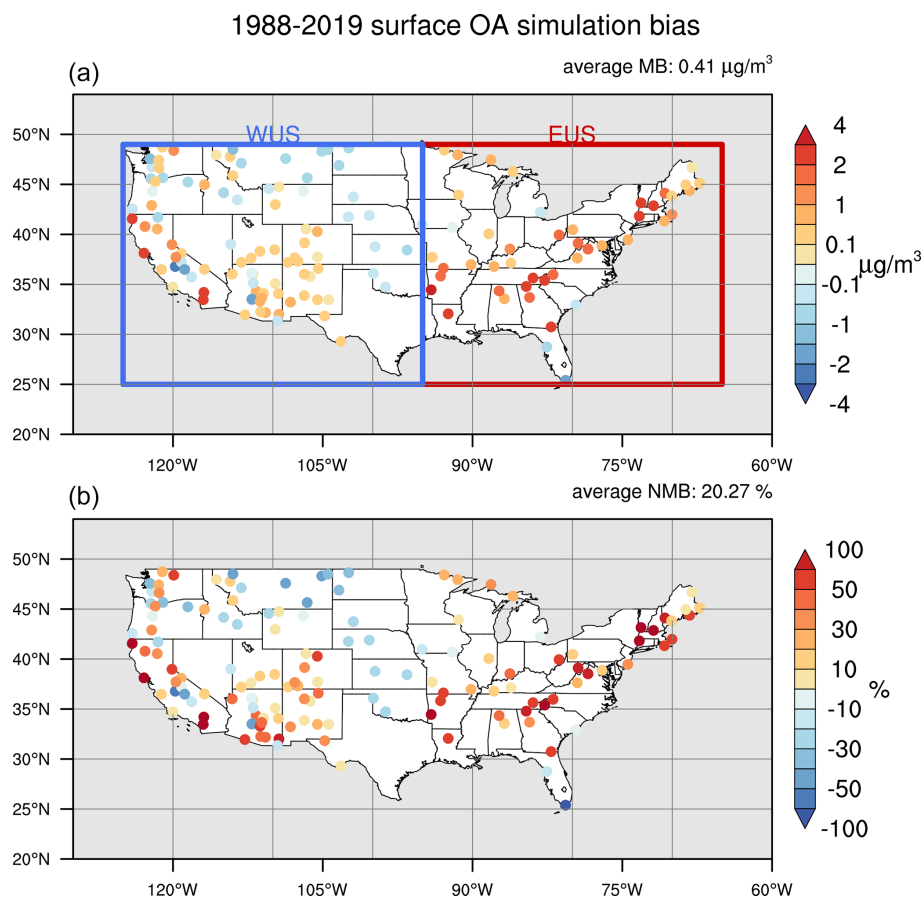 1988-2019 surface OA simulation bias
(a)
average MB: 0.41 µg/m³
WUS
EUS
50°N
45°N
40°N
35°N
30°N
25°N
20°N
120°W
105°W
90°W
75°W
60°W
4
2
1
0.1
-0.1
-1
-2
-4
µg/m³
(b)
average NMB: 20.27 %
50°N
45°N
40°N
35°N
30°N
25°N
20°N
120°W
105°W
90°W
75°W
60°W
100
50
30
10
-10
-30
-50
-100
%